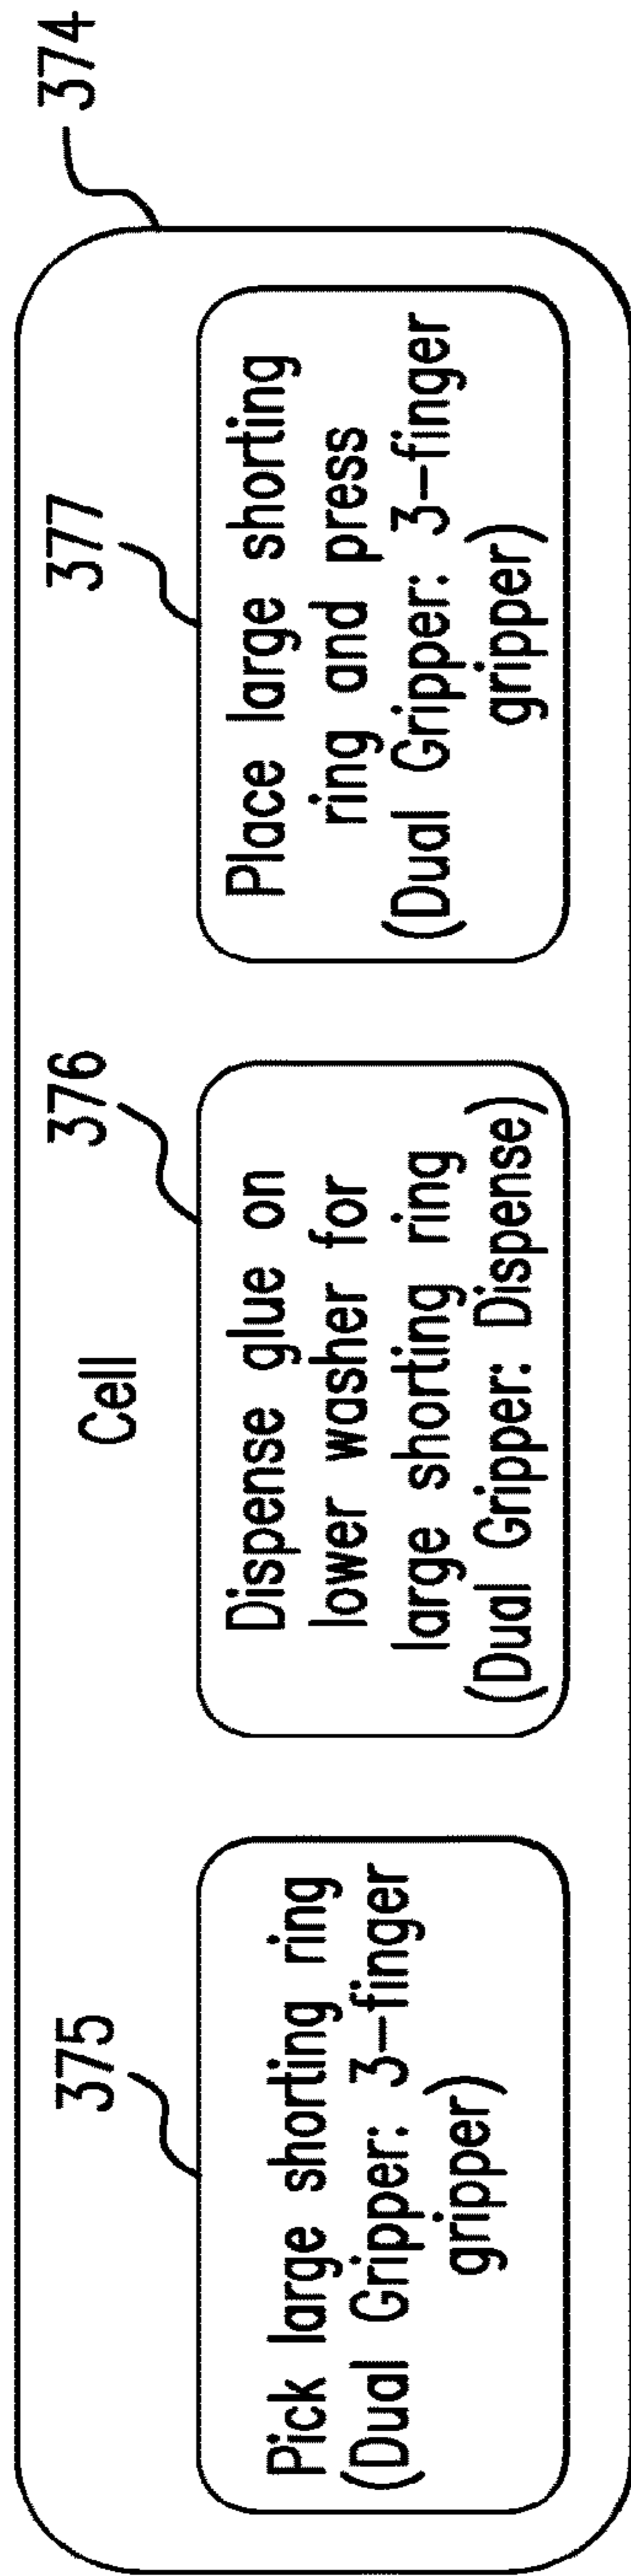 374
Cell
375
Pick large shorting ring
(Dual Gripper: 3-finger
gripper)
376
Dispense glue on
lower washer for
large shorting ring
(Dual Gripper: Dispense)
377
Place large shorting
ring and press
(Dual Gripper: 3-finger
gripper)